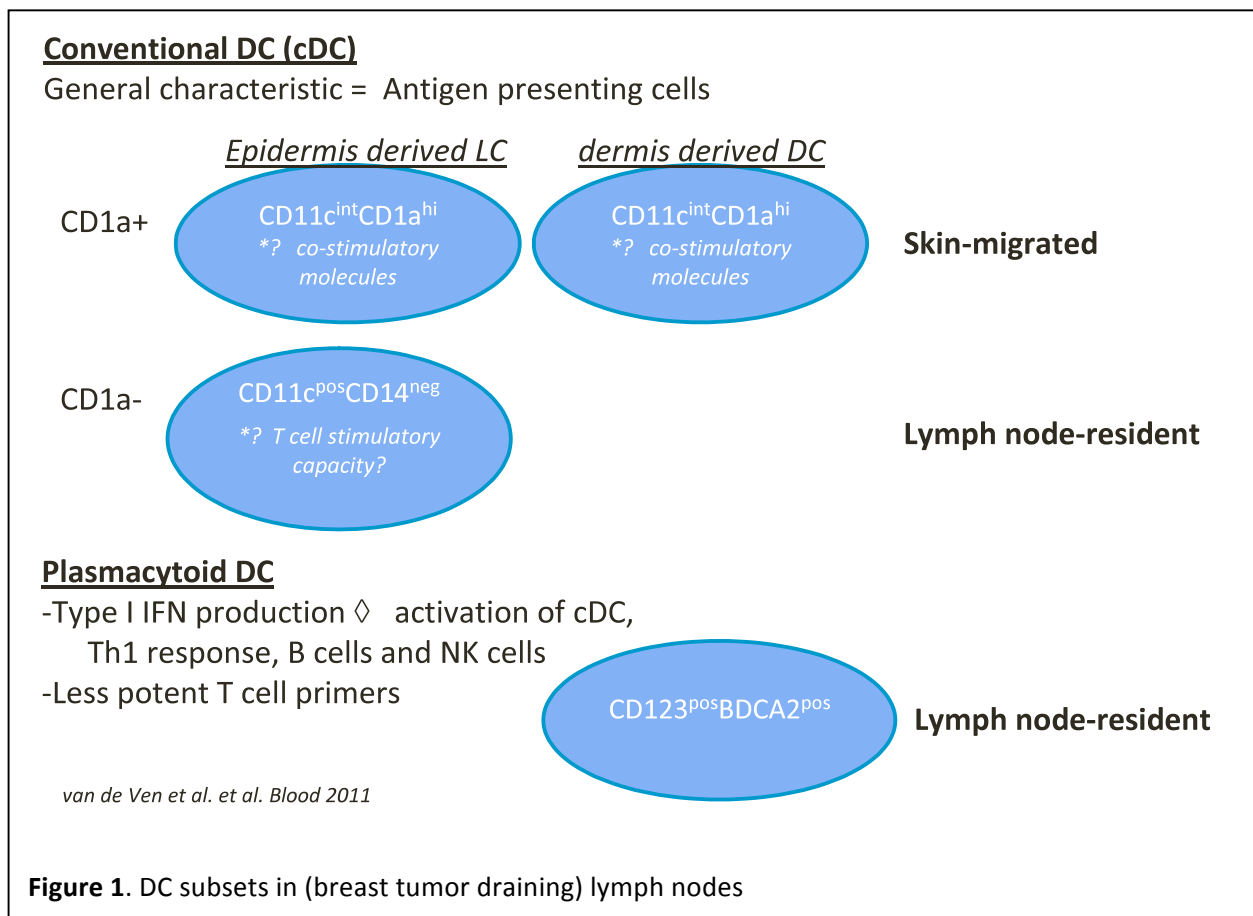 Conventional DC (cDC)
General characteristic = Antigen presenting cells
Epidermis derived LC
dermis derived DC
CD1a+
CD11cintCD1ahi
*? co-stimulatory
molecules
CD11cintCD1ahi
*? co-stimulatory
molecules
Skin-migrated
CD1a-
CD11cposCD14neg
*? T cell stimulatory
capacity?
Lymph node-resident
Plasmacytoid DC
-Type I IFN production ◊ activation of cDC,
Th1 response, B cells and NK cells
-Less potent T cell primers
CD123posBDCA2pos
Lymph node-resident
van de Ven et al. et al. Blood 2011
Figure 1. DC subsets in (breast tumor draining) lymph nodes